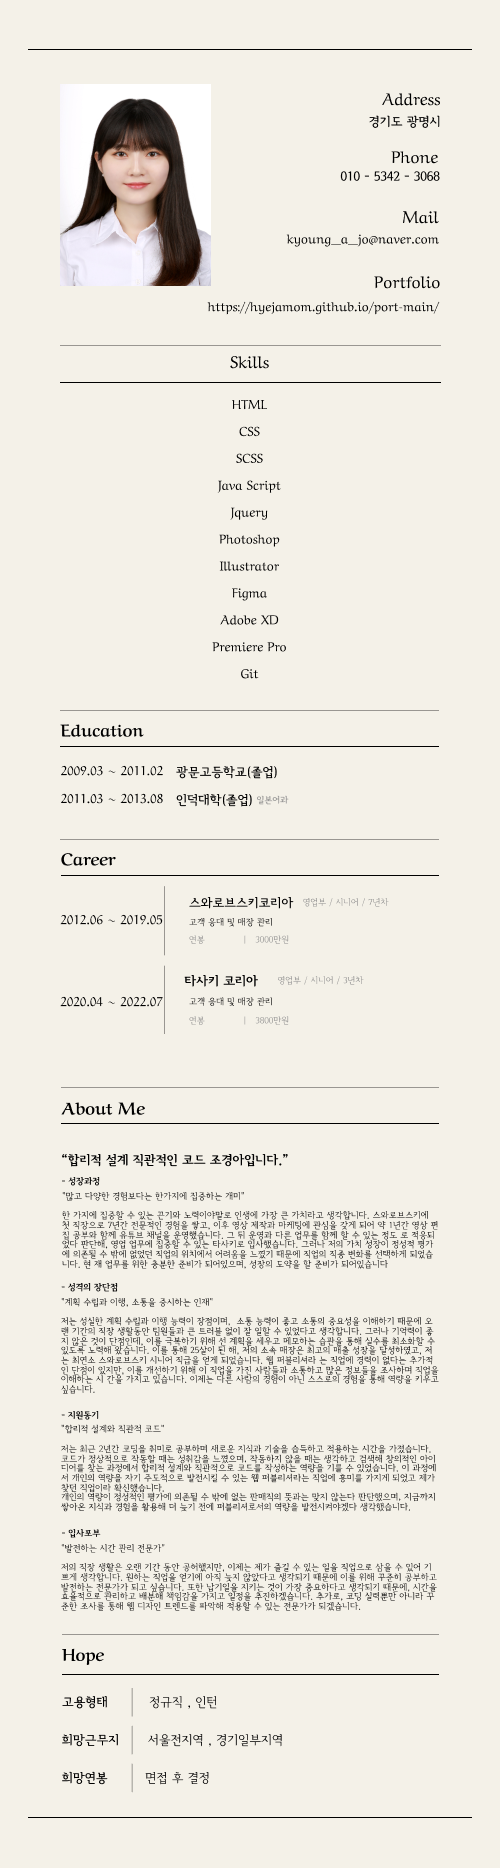 Address
경기도 광명시
Phone
010 - 5342 - 3068
Mail
kyoung_a_jo@naver.com
Portfolio
https://hyejamom.github.io/port-main/
Skills
HTML
CSS
SCSS
Java Script
Jquery
Photoshop
Illustrator
Figma
Adobe XD
Premiere Pro
Git
Education
2009.03 ~ 2011.02 광문고등학교(졸업)
2011.03 ~ 2013.08 인덕대학(졸업) 일본어과
Career
스와로브스키코리아 영업부 / 시니어 / 7년차
2012.06 ~ 2019.05 고객 응대 및 매장 관리
연봉 | 3000만원
타사키 코리아 영업부 / 시니어 / 3년차
2020.04 ~ 2022.07 고객 응대 및 매장 관리
연봉 | 3800만원
About Me
“합리적 설계 직관적인 코드 조경아입니다.”
- 성장과정
"많고 다양한 경험보다는 한가지에 집중하는 개미"
한 가지에 집중할 수 있는 끈기와 노력이야말로 인생에 가장 큰 가치라고 생각합니다. 스와로브스키에
첫 직장으로 7년간 전문적인 경험을 쌓고, 이후 영상 제작과 마케팅에 관심을 갖게 되어 약 1년간 영상 편
집 공부와 함께 유튜브 채널을 운영했습니다. 그 뒤 운영과 다른 업무를 함께 할 수 있는 정도 로 적응되
었다 판단해, 영업 업무에 집중할 수 있는 타사키로 입사했습니다. 그러나 저의 가치 성장이 정성적 평가
에 의존될 수 밖에 없었던 직업의 위치에서 어려움을 느꼈기 때문에 직업의 직종 변화를 선택하게 되었습
니다. 현 재 업무를 위한 충분한 준비가 되어있으며, 성장의 도약을 할 준비가 되어있습니다
- 성격의 장단점
"계획 수립과 이행, 소통을 중시하는 인재"
저는 성실한 계획 수립과 이행 능력이 장점이며, 소통 능력이 좋고 소통의 중요성을 이해하기 때문에 오
랜 기간의 직장 생활동안 팀원들과 큰 트러블 없이 잘 일할 수 있었다고 생각합니다. 그러나 기억력이 좋
지 않은 것이 단점인데, 이를 극복하기 위해 선 계획을 세우고 메모하는 습관을 통해 실수를 최소화할 수
있도록 노력해 왔습니다. 이를 통해 25살이 된 해, 저의 소속 매장은 최고의 매출 성장을 달성하였고, 저
는 최연소 스와로브스키 시니어 직급을 얻게 되었습니다. 웹 퍼블리셔라 는 직업에 경력이 없다는 추가적
인 단점이 있지만, 이를 개선하기 위해 이 직업을 가진 사람들과 소통하고 많은 정보들을 조사하며 직업을
이해하는 시 간을 가지고 있습니다. 이제는 다른 사람의 경험이 아닌 스스로의 경험을 통해 역량을 키우고
싶습니다.
- 지원동기
"합리적 설계와 직관적 코드"
저는 최근 2년간 코딩을 취미로 공부하며 새로운 지식과 기술을 습득하고 적용하는 시간을 가졌습니다.
코드가 정상적으로 작동할 때는 성취감을 느꼈으며, 작동하지 않을 때는 생각하고 검색해 창의적인 아이
디어를 찾는 과정에서 합리적 설계와 직관적으로 코드를 작성하는 역량을 기를 수 있었습니다. 이 과정에
서 개인의 역량을 자기 주도적으로 발전시킬 수 있는 웹 퍼블리셔라는 직업에 흥미를 가지게 되었고 제가
찾던 직업이라 확신했습니다.
개인의 역량이 정성적인 평가에 의존될 수 밖에 없는 판매직의 뜻과는 맞지 않는다 판단했으며, 지금까지
쌓아온 지식과 경험을 활용해 더 늦기 전에 퍼블리셔로서의 역량을 발전시켜야겠다 생각했습니다.
- 입사포부
"발전하는 시간 관리 전문가"
저의 직장 생활은 오랜 기간 동안 공허했지만, 이제는 제가 즐길 수 있는 일을 직업으로 삼을 수 있어 기
쁘게 생각합니다. 원하는 직업을 얻기에 아직 늦지 않았다고 생각되기 때문에 이를 위해 꾸준히 공부하고
발전하는 전문가가 되고 싶습니다. 또한 납기일을 지키는 것이 가장 중요하다고 생각되기 때문에, 시간을
효율적으로 관리하고 배분해 책임감을 가지고 일정을 추진하겠습니다. 추가로, 코딩 실력뿐만 아니라 꾸
준한 조사를 통해 웹 디자인 트렌드를 파악해 적용할 수 있는 전문가가 되겠습니다.
Hope
고용형태 정규직 , 인턴
희망근무지 서울전지역 , 경기일부지역
희망연봉 면접 후 결정